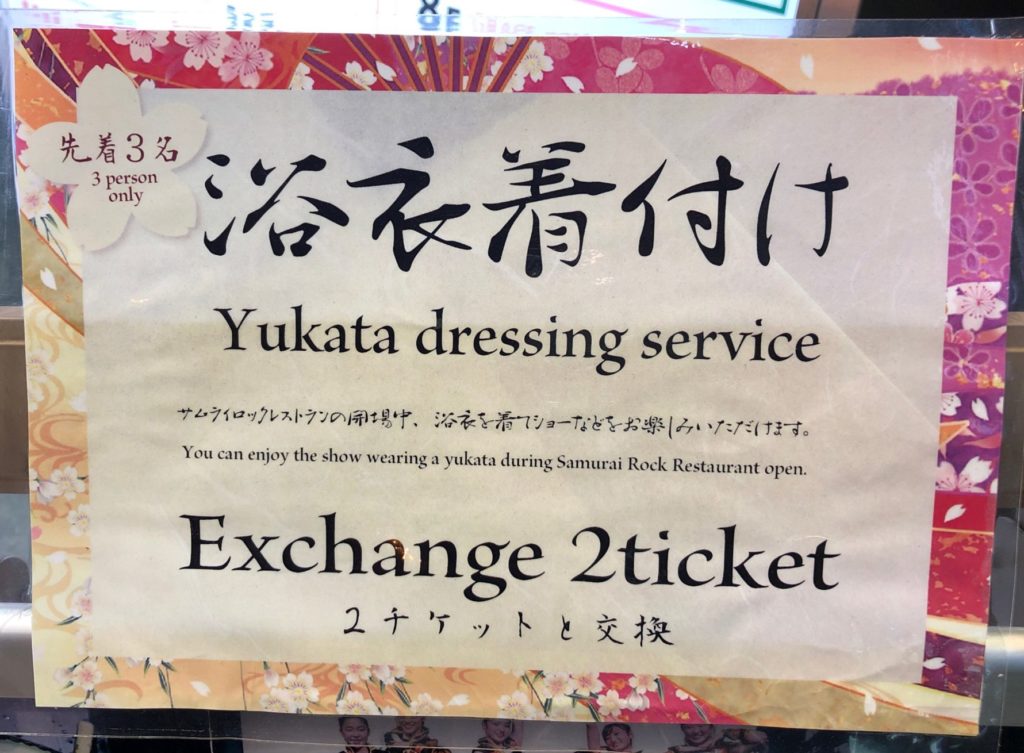 先着3名
3 person
only
浴衣着付け
Yukata dressing service
サムライロックレストランの開場中、浴衣を着てショーなどをお楽しみいただけます。
You can enjoy the show wearing a yukata during Samurai Rock Restaurant open.
Exchange 2ticket
2チケットと交換